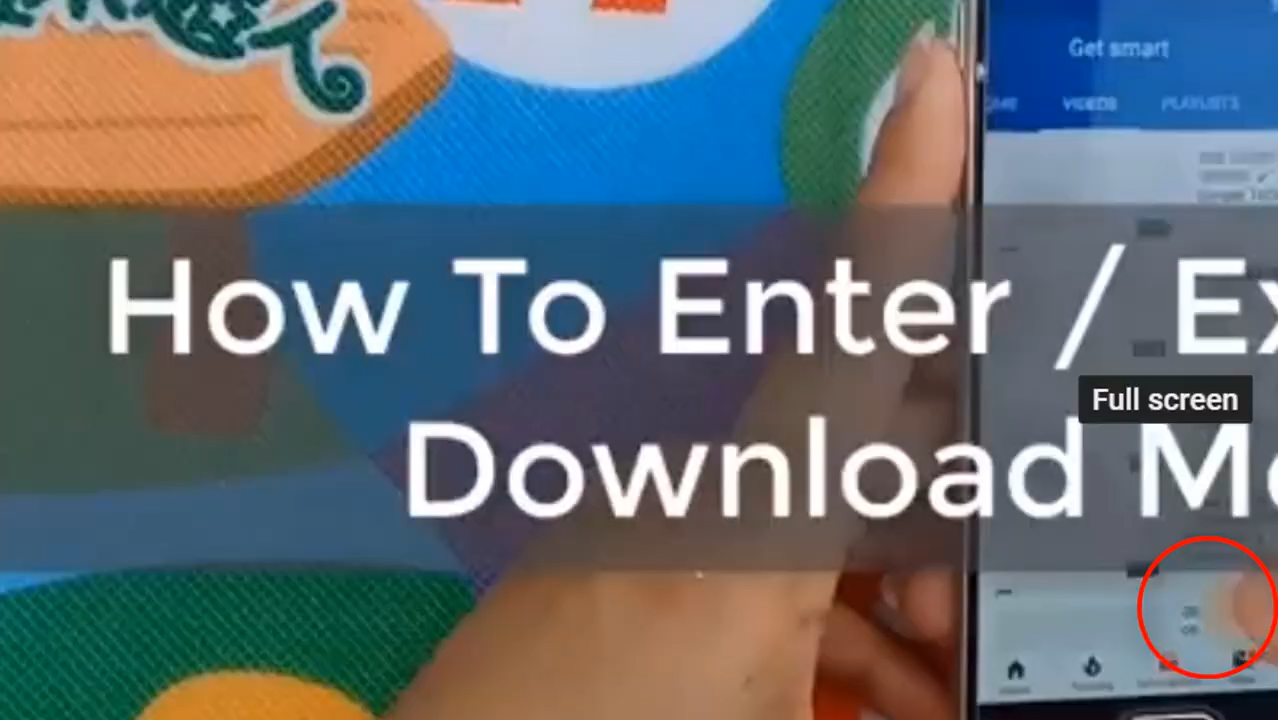 Get smart
VIDEOS PLAYLISTS
How To Enter / Ex
Full screen
Download Mo